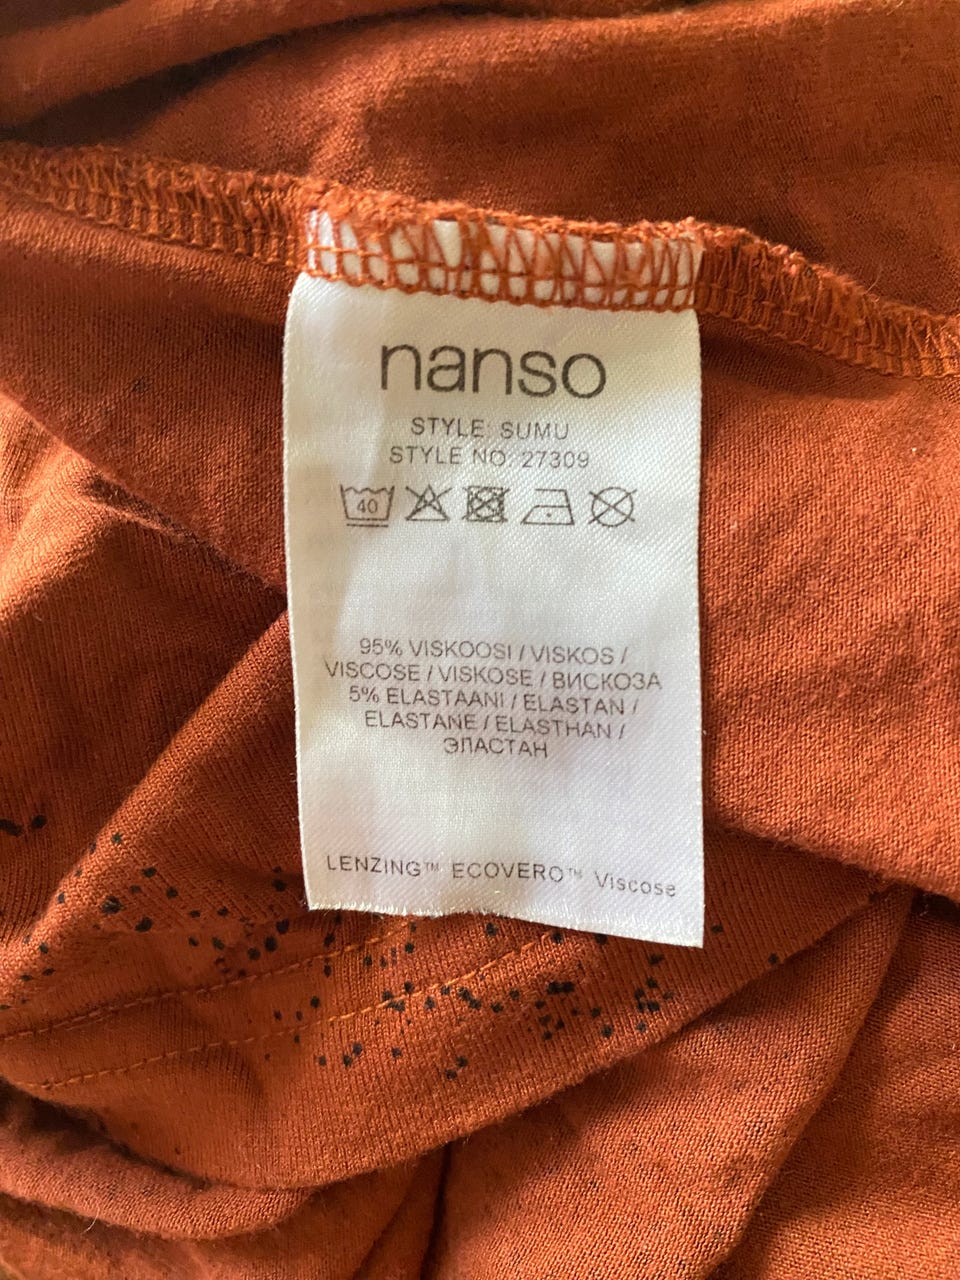 nanso
STYLE: SUMU
STYLE NO: 27309
40
95% VISKOOSI / VISKOS /
VISCOSE / VISKOSE / ВИСКОЗА
5% ELASTAANI / ELASTAN /
ELASTANE / ELASTHAN /
ЭЛАСТАН
LENZING™ ECOVERO™ Viscose